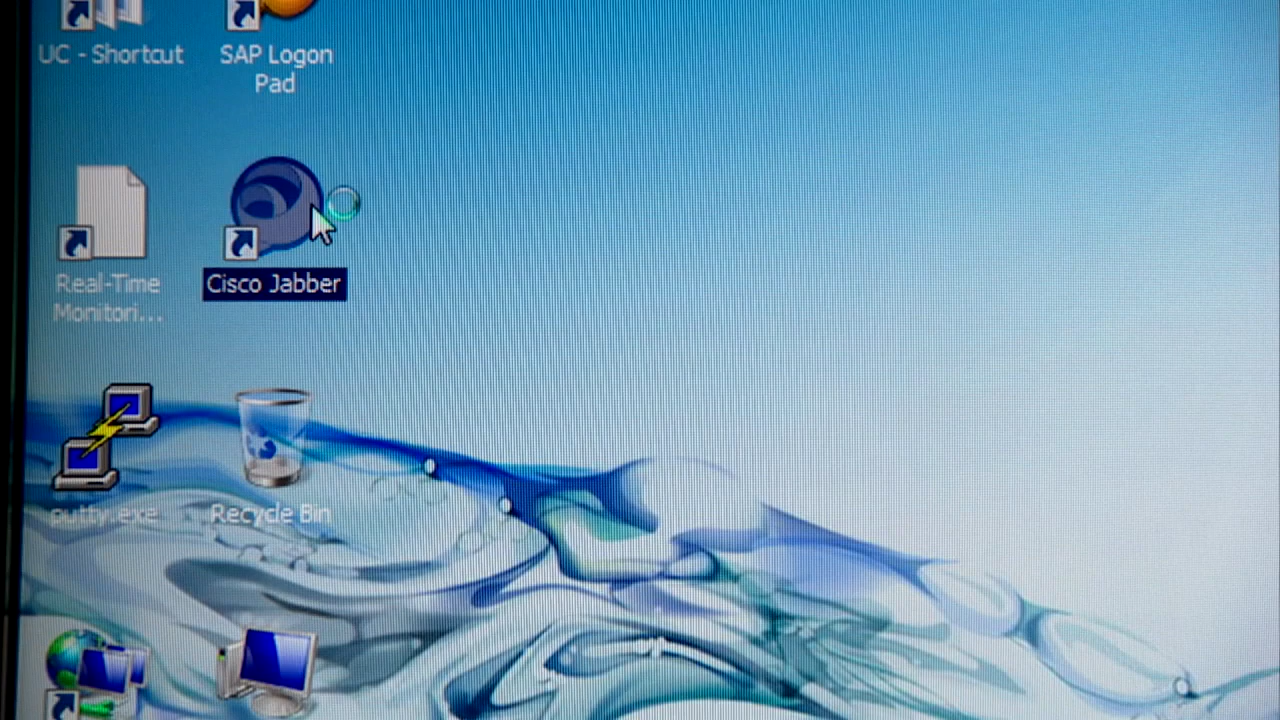 UC - Shortcut
SAP Logon
Pad
Real-Time
Monitori...
Cisco Jabber
putty.exe
Recycle Bin